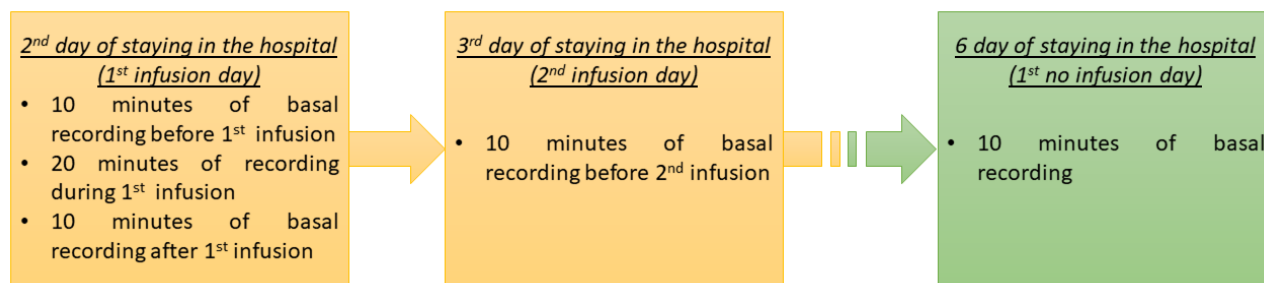 2nd day of staying in the hospital
(1st infusion day)
• 10 minutes of basal
recording before 1st infusion
• 20 minutes of recording
during 1st infusion
• 10 minutes of basal
recording after 1st infusion
3rd day of staying in the hospital
(2nd infusion day)
• 10 minutes of basal
recording before 2nd infusion
6 day of staying in the hospital
(1st no infusion day)
• 10 minutes of basal
recording